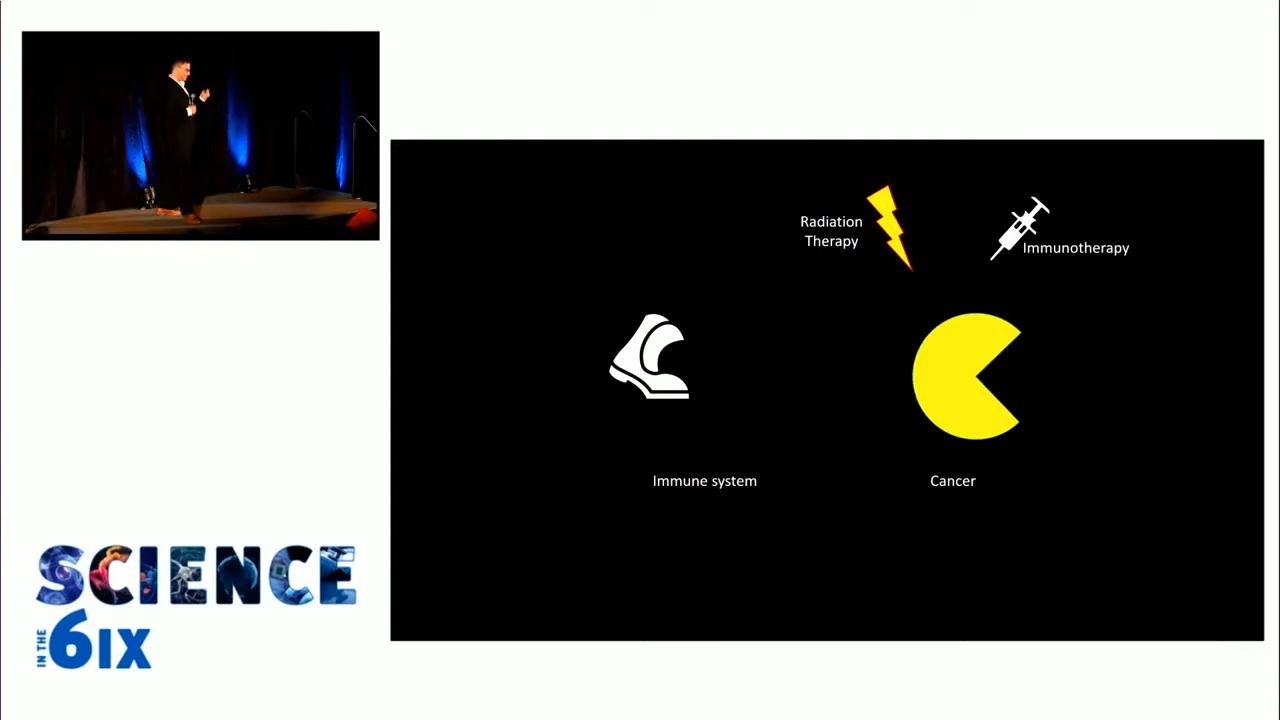 Radiation
Therapy
Immunotherapy
Immune system
Cancer
SCIENCE
IN THE
6IX